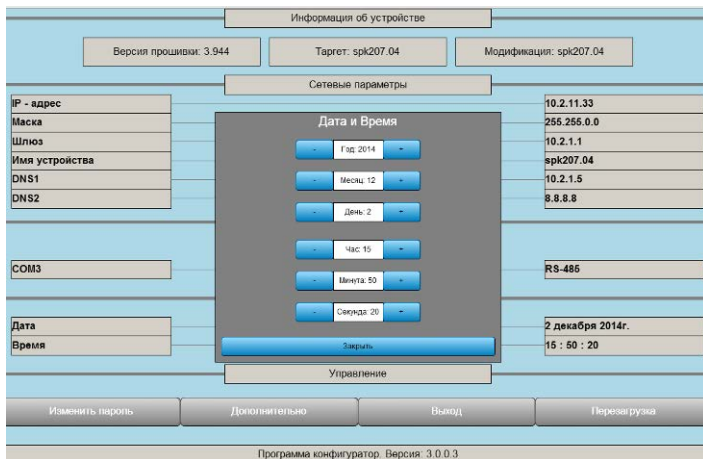 Информация об устройстве
Версия прошивки: 3.944
Таргет: spk207.04
Модификация: spk207.04
Сетевые параметры
IP - адрес
10.2.11.33
Маска
255.255.0.0
Шлюз
10.2.1.1
Имя устройства
spk207.04
DNS1
10.2.1.5
DNS2
8.8.8.8
Дата и Время
- Год: 2014 +
- Месяц: 12 +
- День: 2 +
- Час: 15 +
- Минута: 50 +
- Секунда: 20 +
Закрыть
COM3
RS-485
Дата
2 декабря 2014г.
Время
15 : 50 : 20
Управление
Изменить пароль
Дополнительно
Выход
Перезагрузка
Программа конфигуратор. Версия: 3.0.0.3